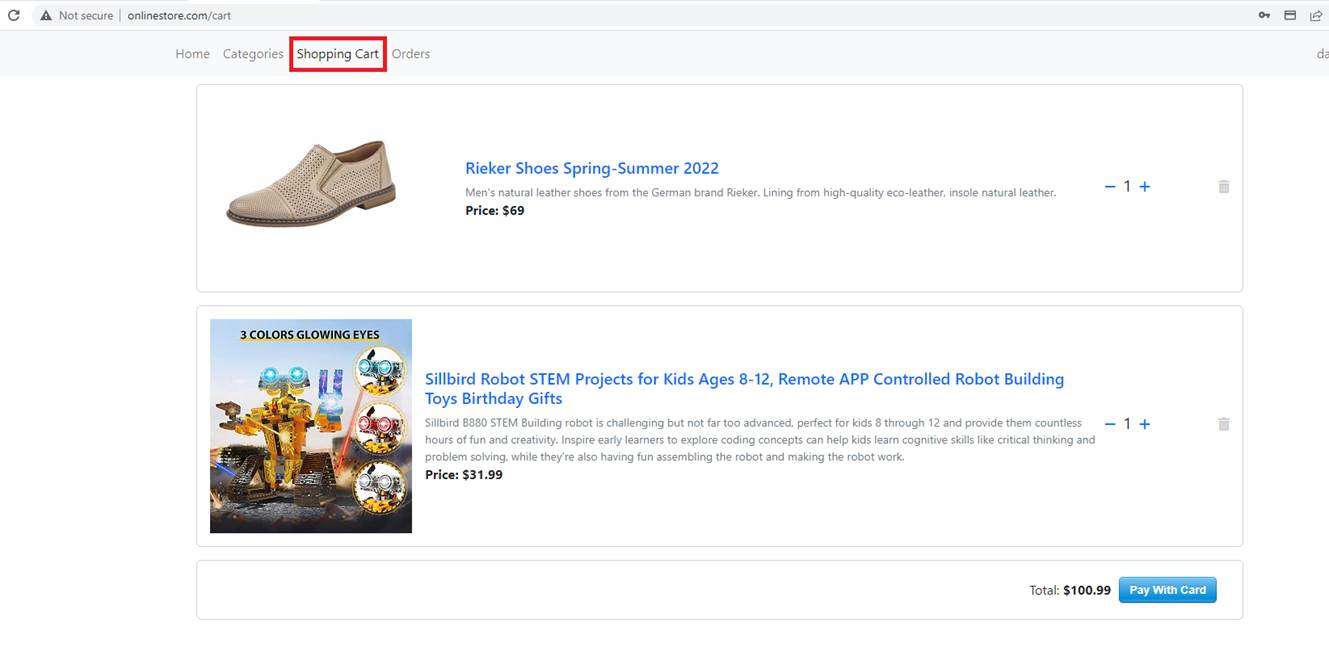 Not secure | onlinestore.com/cart
Home Categories Shopping Cart Orders da
Rieker Shoes Spring-Summer 2022
Men's natural leather shoes from the German brand Rieker. Lining from high-quality eco-leather, insole natural leather.
Price: $69
− 1 +
3 COLORS GLOWING EYES
Sillbird Robot STEM Projects for Kids Ages 8-12, Remote APP Controlled Robot Building
Toys Birthday Gifts
Sillbird B880 STEM Building robot is challenging but not far too advanced, perfect for kids 8 through 12 and provide them countless
hours of fun and creativity. Inspire early learners to explore coding concepts can help kids learn cognitive skills like critical thinking and
problem solving, while they're also having fun assembling the robot and making the robot work.
Price: $31.99
− 1 +
Total: $100.99 Pay With Card